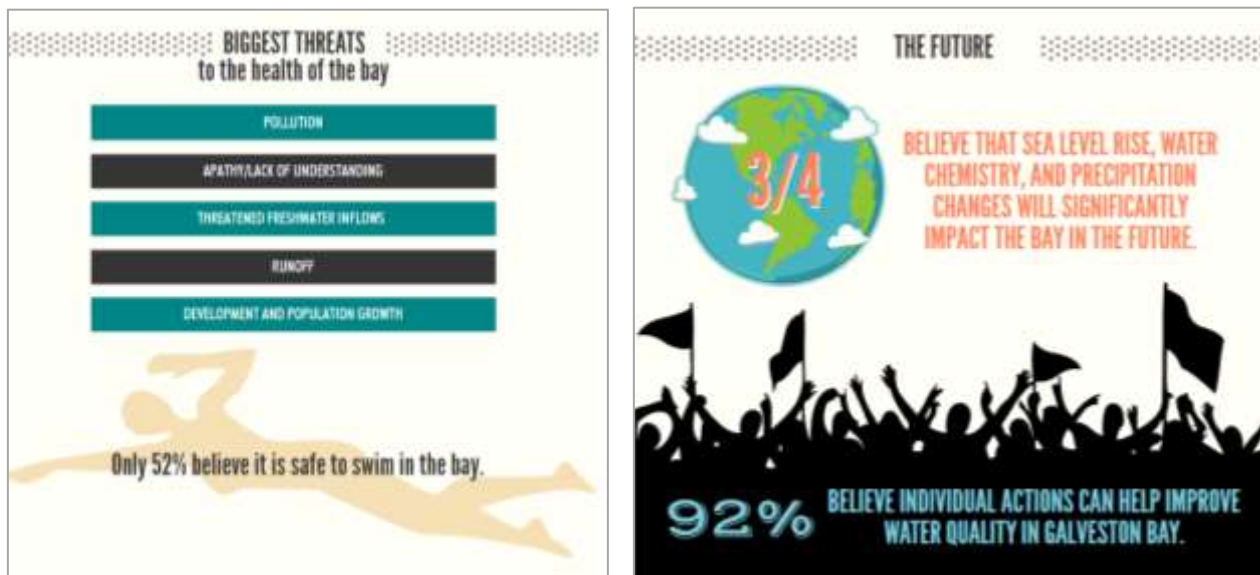 BIGGEST THREATS
to the health of the bay
POLLUTION
APATHY/LACK OF UNDERSTANDING
THREATENED FRESHWATER INFLOWS
RUNOFF
DEVELOPMENT AND POPULATION GROWTH
Only 52% believe it is safe to swim in the bay.
THE FUTURE
3/4
BELIEVE THAT SEA LEVEL RISE, WATER
CHEMISTRY, AND PRECIPITATION
CHANGES WILL SIGNIFICANTLY
IMPACT THE BAY IN THE FUTURE.
92%
BELIEVE INDIVIDUAL ACTIONS CAN HELP IMPROVE
WATER QUALITY IN GALVESTON BAY.